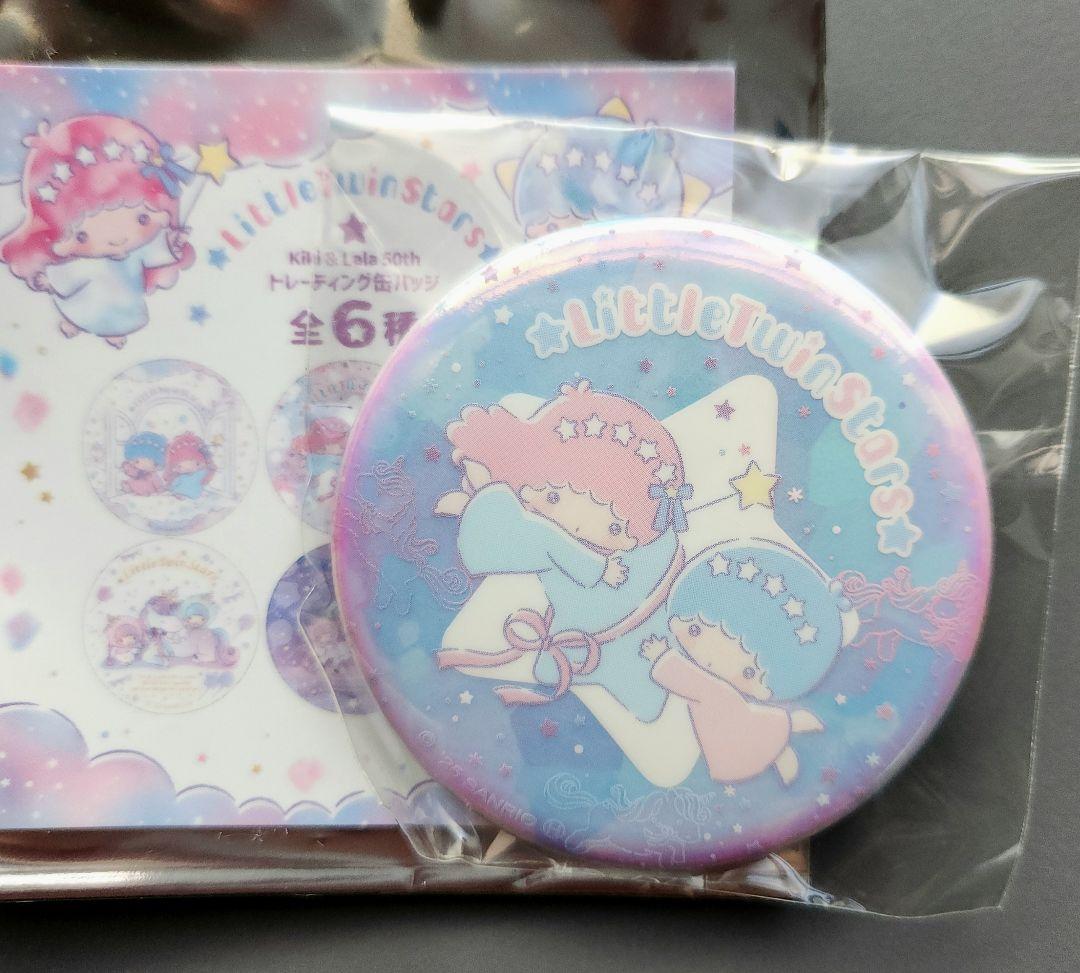 ★LittleTwinStars★
★
Kiki & Lala 50th
トレーディング缶バッジ
全6種
★LittleTwinStars★
★LittleTwinStars★
© '25 SANRIO